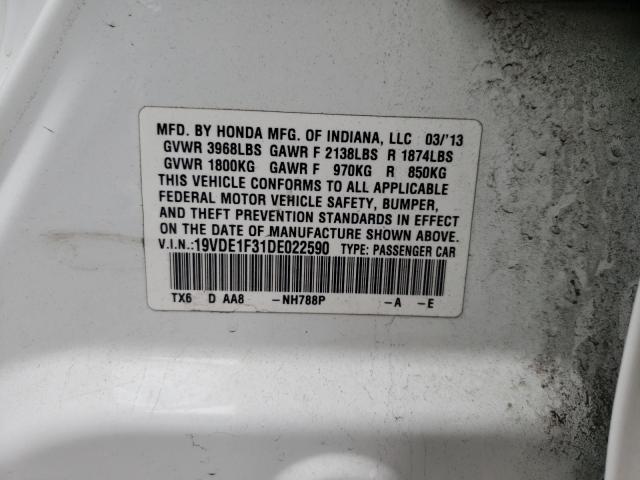 MFD. BY HONDA MFG. OF INDIANA, LLC 03/'13
GVWR 3968LBS GAWR F 2138LBS R 1874LBS
GVWR 1800KG GAWR F 970KG R 850KG
THIS VEHICLE CONFORMS TO ALL APPLICABLE
FEDERAL MOTOR VEHICLE SAFETY, BUMPER,
AND THEFT PREVENTION STANDARDS IN EFFECT
ON THE DATE OF MANUFACTURE SHOWN ABOVE.
V.I.N.:19VDE1F31DE022590 TYPE: PASSENGER CAR
TX6 D AA8 -NH788P -A -E